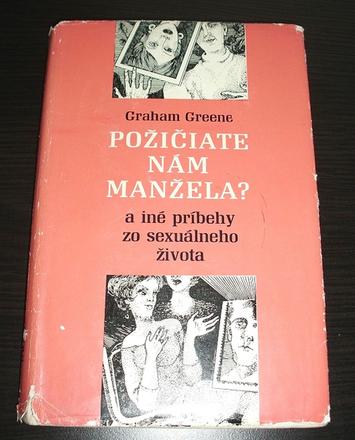 Graham Greene
POŽIČIATE
NÁM
MANŽELA?
a iné príbehy
zo sexuálneho
života